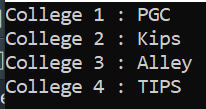 College 1 : PGC
College 2 : Kips
College 3 : Alley
College 4 : TIPS